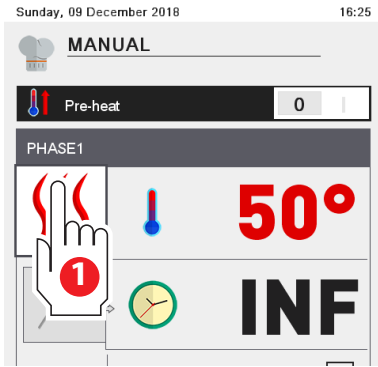 Sunday, 09 December 2018 16:25
MANUAL
Pre-heat 0
PHASE1
50°
1
INF